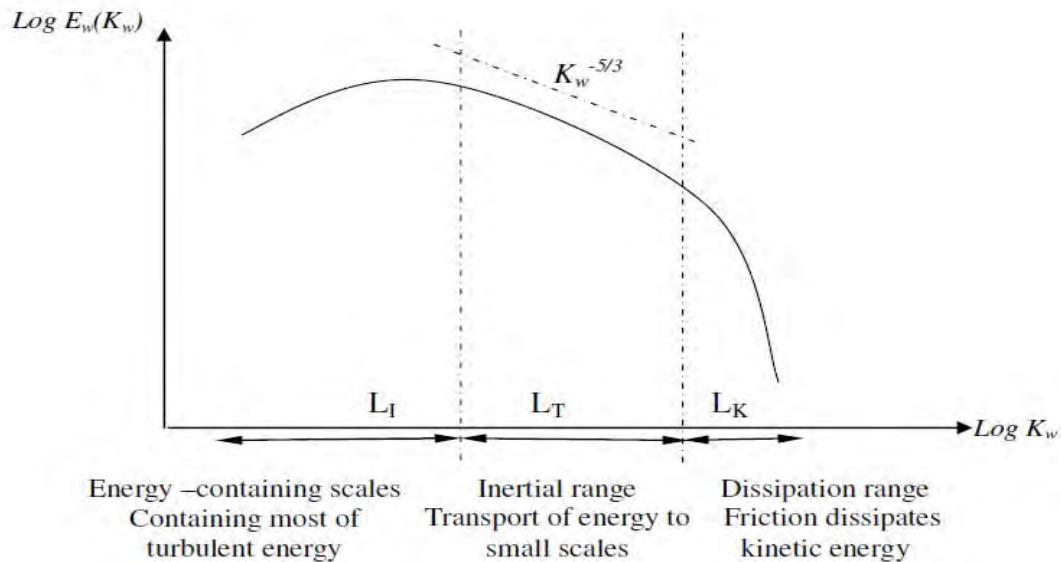 Log E_w(K_w)
K_w^-5/3
L_I
L_T
L_K
Log K_w
Energy –containing scales
Containing most of
turbulent energy
Inertial range
Transport of energy to
small scales
Dissipation range
Friction dissipates
kinetic energy